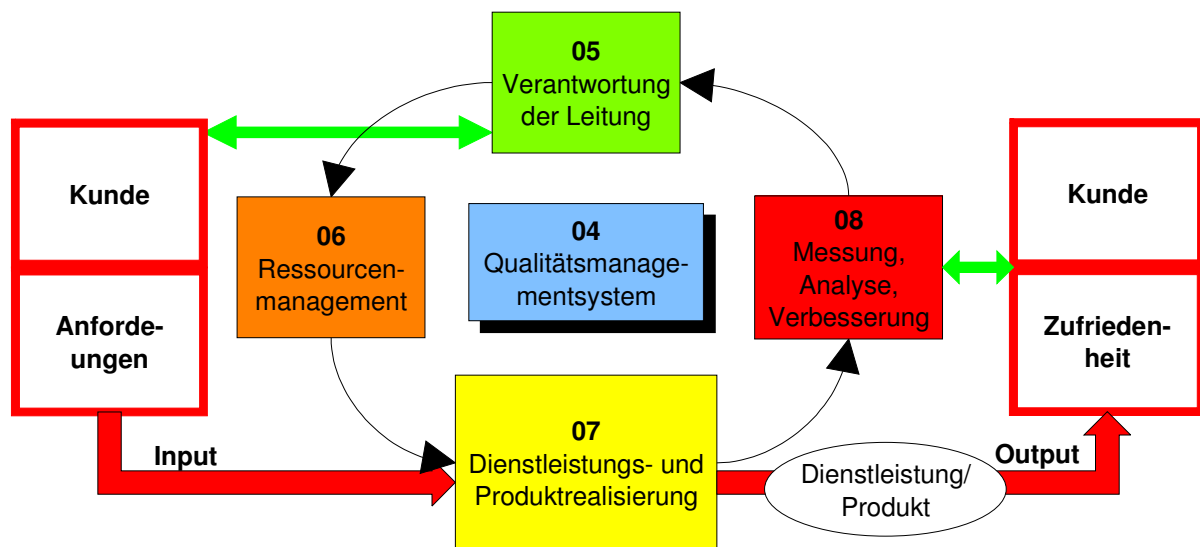 05
Verantwortung
der Leitung
Kunde
Anforde-
ungen
06
Ressourcen-
management
04
Qualitätsmanage-
mentsystem
08
Messung,
Analyse,
Verbesserung
Kunde
Zufrieden-
heit
Input
07
Dienstleistungs- und
Produktrealisierung
Dienstleistung/
Produkt
Output